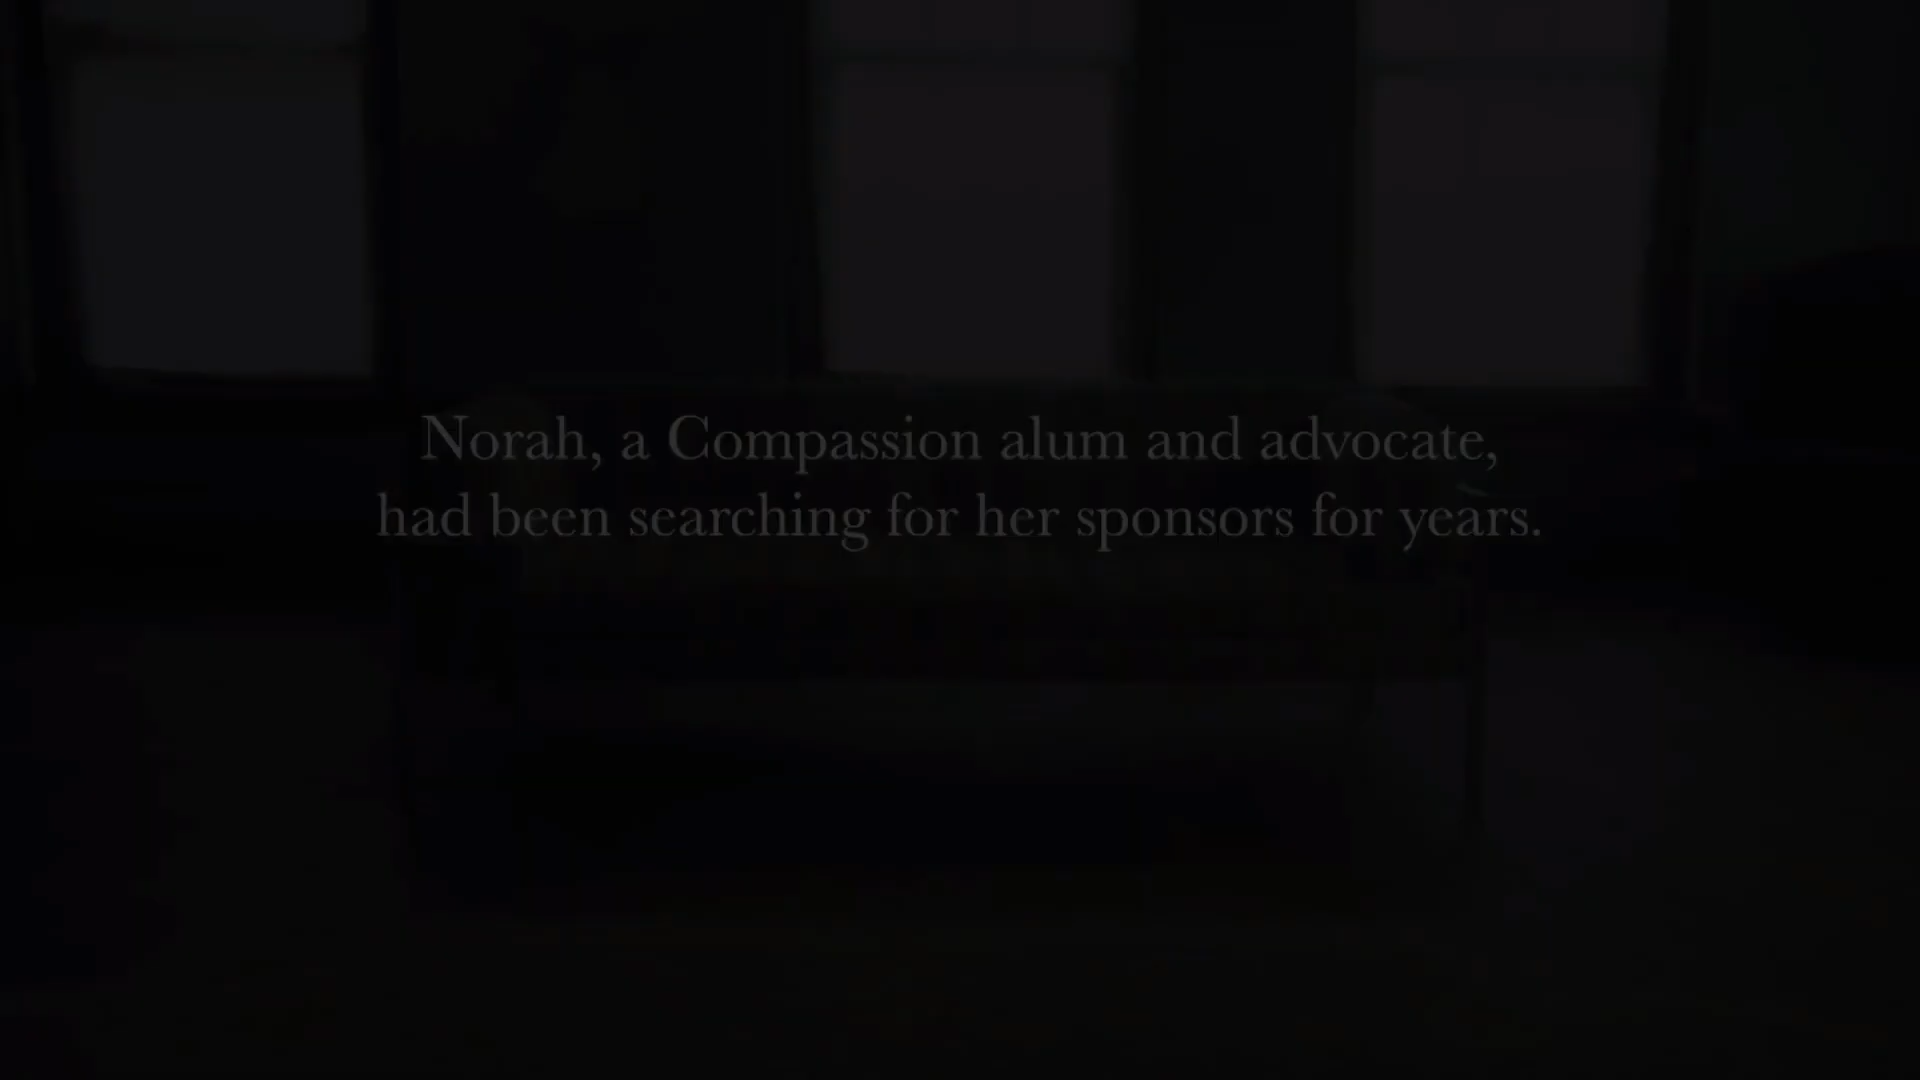 Norah, a Compassion alum and advocate,
had been searching for her sponsors for years.